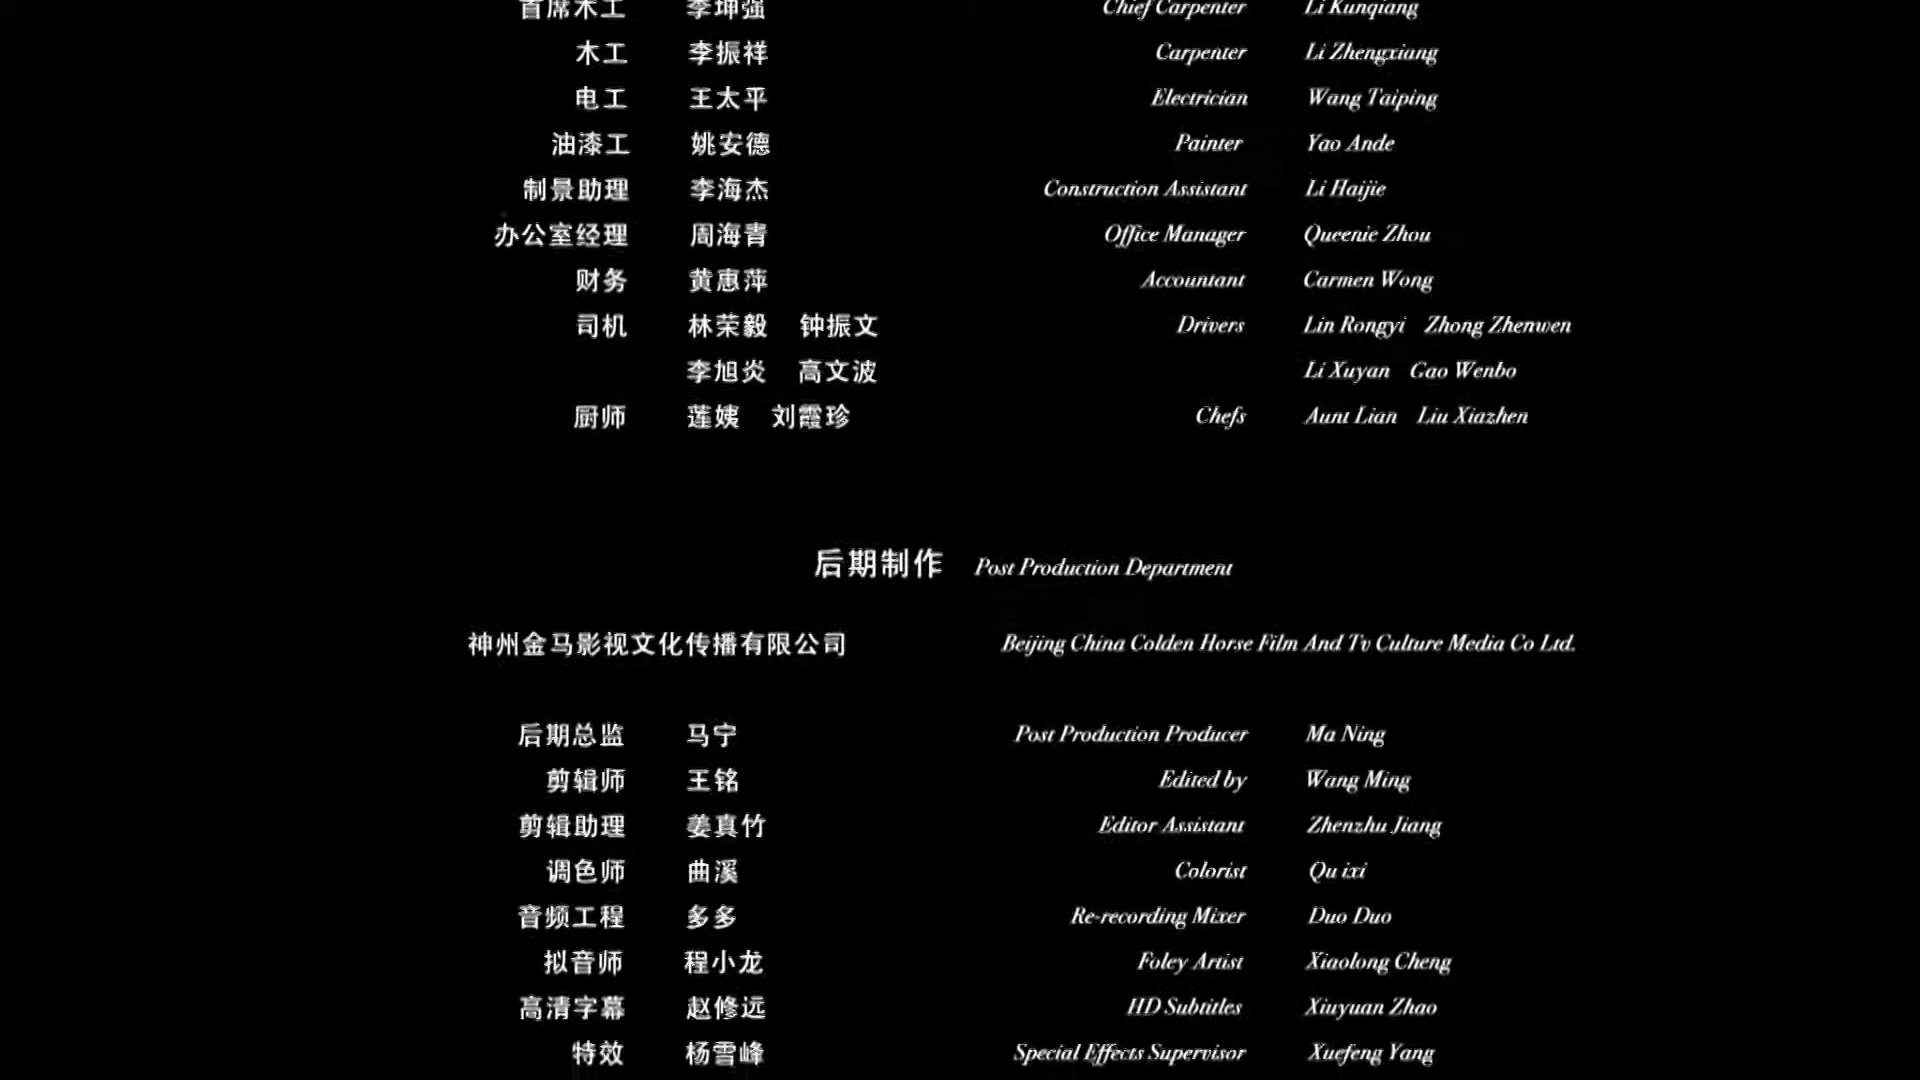 首席木工 李坤强 Chief Carpenter Li Kunqiang
木工 李振祥 Carpenter Li Zhengxiang
电工 王太平 Electrician Wang Taiping
油漆工 姚安德 Painter Yao Ande
制景助理 李海杰 Construction Assistant Li Haijie
办公室经理 周海青 Office Manager Queenie Zhou
财务 黄惠萍 Accountant Carmen Wong
司机 林荣毅 钟振文 Drivers Lin Rongyi Zhong Zhenwen
李旭炎 高文波 Li Xuyan Gao Wenbo
厨师 莲姨 刘霞珍 Chefs Aunt Lian Liu Xiazhen
后期制作 Post Production Department
神州金马影视文化传播有限公司 Beijing China Colden Horse Film And Tv Culture Media Co Ltd.
后期总监 马宁 Post Production Producer Ma Ning
剪辑师 王铭 Edited by Wang Ming
剪辑助理 姜真竹 Editor Assistant Zhenzhu Jiang
调色师 曲溪 Colorist Qu ixi
音频工程 多多 Re-recording Mixer Duo Duo
拟音师 程小龙 Foley Artist Xiaolong Cheng
高清字幕 赵修远 HD Subtitles Xiuyuan Zhao
特效 杨雪峰 Special Effects Supervisor Xuefeng Yang